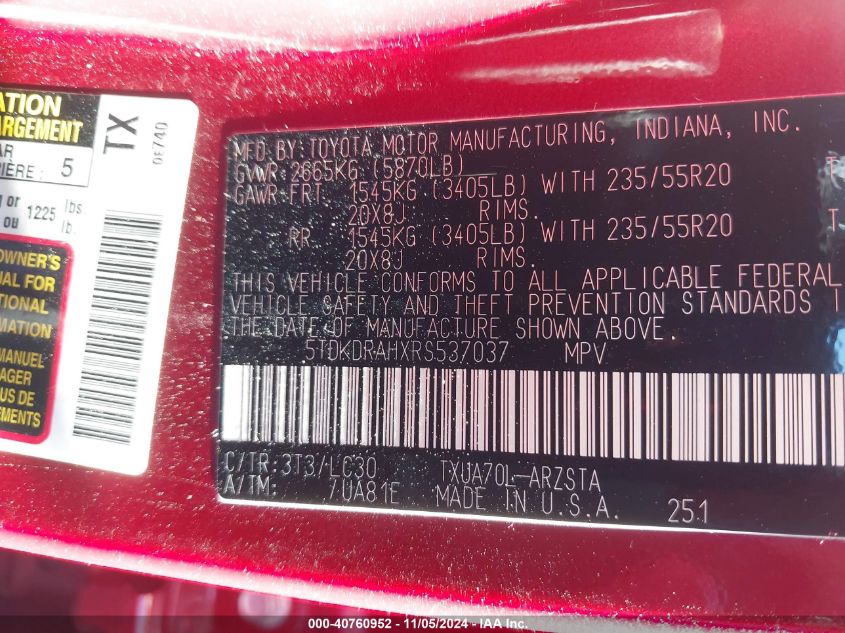 ATION
ARGEMENT
AR
IÈRE : 5
TX
0E740
g or 1225 lbs.
ou lb.
OWNER'S
UAL FOR
TIONAL
RMATION
MANUEL
AGER
US DE
EMENTS
MFD.BY:TOYOTA MOTOR MANUFACTURING, INDIANA, INC.
GVWR:2665KG (5870LB)
GAWR:FRT 1545KG (3405LB) WITH 235/55R20 T
20X8J RIMS.
RR 1545KG (3405LB) WITH 235/55R20 T
20X8J RIMS.
THIS VEHICLE CONFORMS TO ALL APPLICABLE FEDERAL
VEHICLE SAFETY AND THEFT PREVENTION STANDARDS I
THE DATE OF MANUFACTURE SHOWN ABOVE.
5TDKDRAHXRS537037 MPV
C/TR:3T3/LC30 TXUA70L-ARZSTA
A/TM: 7UA81E MADE IN U.S.A. 251
000-40760952 - 11/05/2024 - IAA Inc.